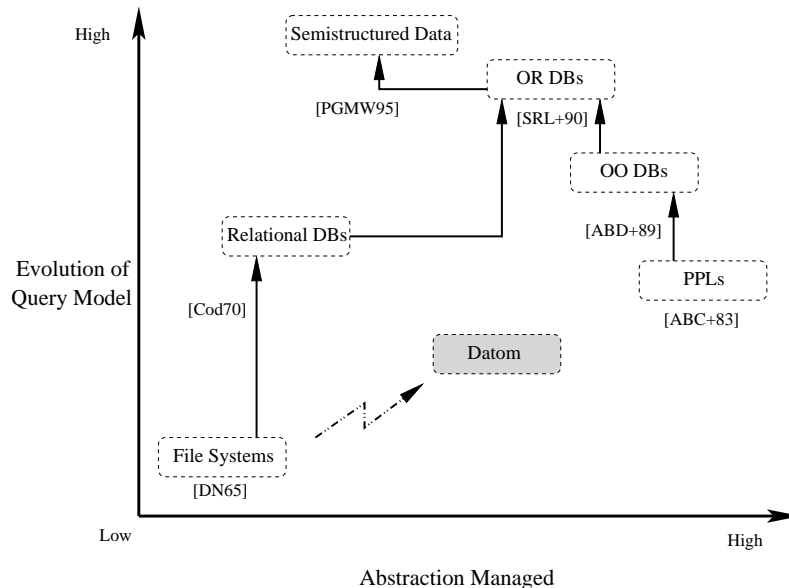 High
Semistructured Data
OR DBs
[PGMW95]
[SRL+90]
OO DBs
Relational DBs
[ABD+89]
Evolution of
Query Model
PPLs
[Cod70]
[ABC+83]
Datom
File Systems
[DN65]
Low
High
Abstraction Managed